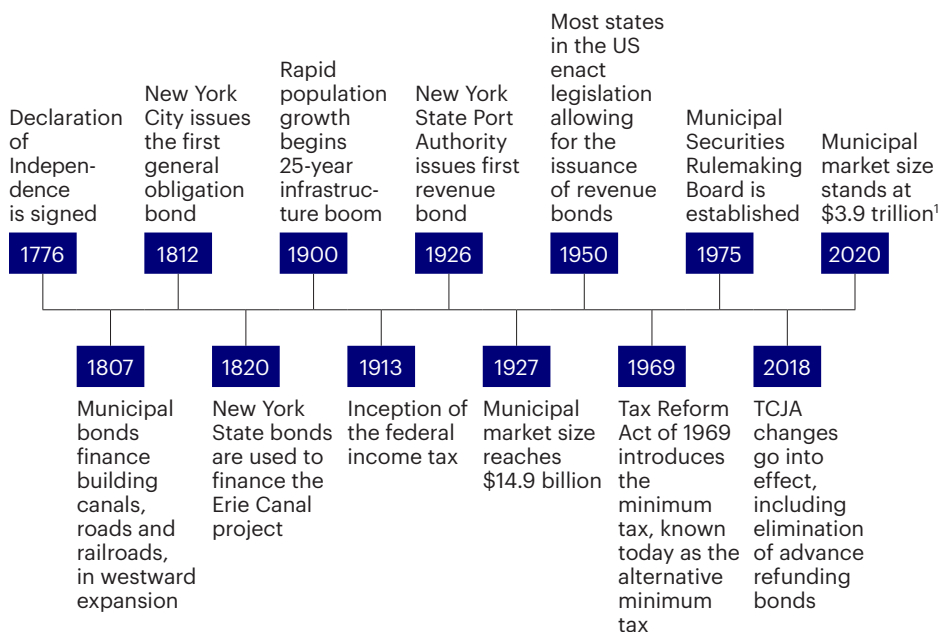 Declaration
of
Indepen-
dence
is signed
1776
Municipal
bonds
finance
building
canals,
roads and
railroads,
in westward
expansion
1807
New York
City issues
the first
general
obligation
bond
1812
1820
New York
State bonds
are used to
finance the
Erie Canal
project
Rapid
population
growth
begins
25-year
infrastruc-
ture boom
1900
1913
Inception of
the federal
income tax
New York
State Port
Authority
issues first
revenue
bond
1926
1927
Municipal
market size
reaches
$14.9 billion
Most states
in the US
enact
legislation
allowing
for the
issuance
of revenue
bonds
1950
1969
Tax Reform
Act of 1969
introduces
the
minimum
tax, known
today as the
alternative
minimum
tax
Municipal
Securities
Rulemaking
Board is
established
1975
2018
TCJA
changes
go into
effect,
including
elimination
of advance
refunding
bonds
Municipal
market size
stands at
$3.9 trillion¹
2020